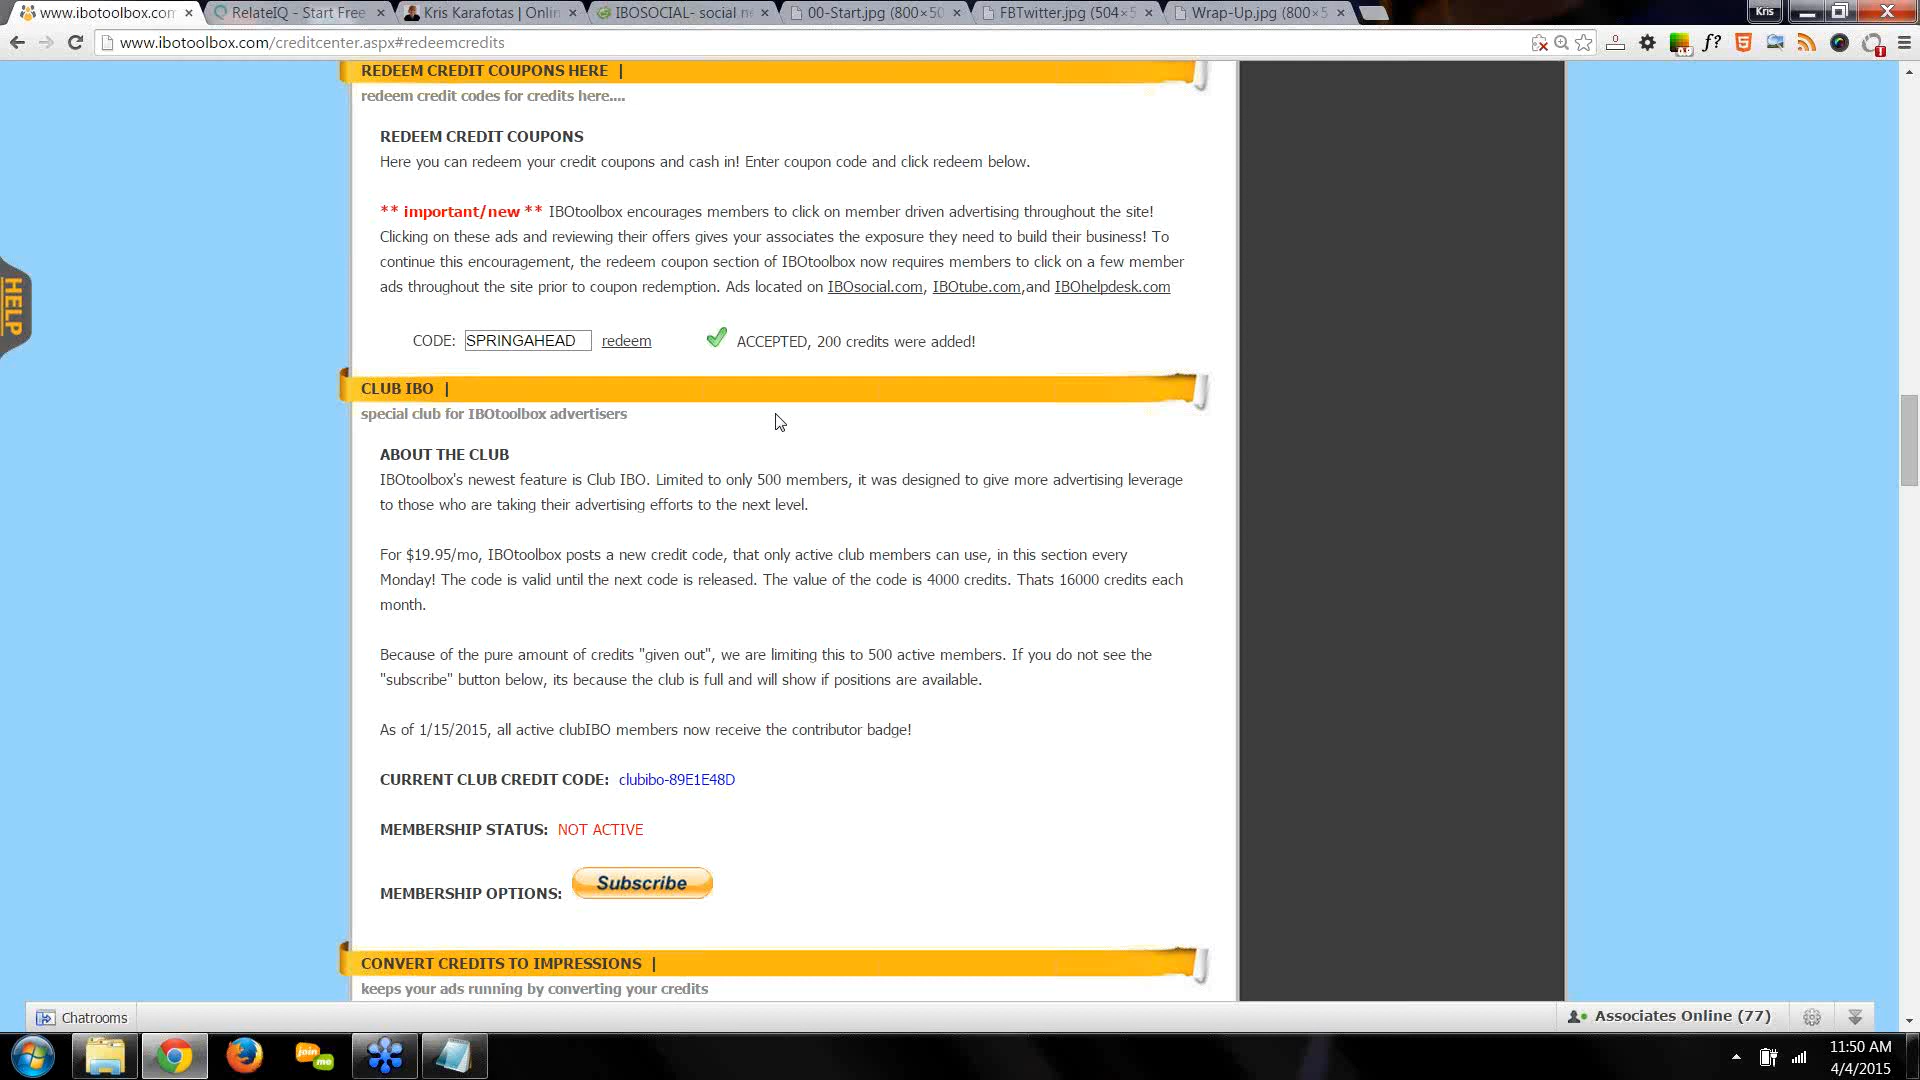 www.ibotoolbox.com
RelateIQ - Start Free
Kris Karafotas | Onlin
IBOSOCIAL- social ne
00-Start.jpg (800×50
FBTwitter.jpg (504×5
Wrap-Up.jpg (800×5
Kris
www.ibotoolbox.com/creditcenter.aspx#redeemcredits
REDEEM CREDIT COUPONS HERE |
redeem credit codes for credits here....
REDEEM CREDIT COUPONS
Here you can redeem your credit coupons and cash in! Enter coupon code and click redeem below.
** important/new ** IBOtoolbox encourages members to click on member driven advertising throughout the site!
Clicking on these ads and reviewing their offers gives your associates the exposure they need to build their business! To
continue this encouragement, the redeem coupon section of IBOtoolbox now requires members to click on a few member
ads throughout the site prior to coupon redemption. Ads located on IBOsocial.com, IBOtube.com,and IBOhelpdesk.com
HELP
CODE: SPRINGAHEAD redeem ACCEPTED, 200 credits were added!
CLUB IBO |
special club for IBOtoolbox advertisers
ABOUT THE CLUB
IBOtoolbox's newest feature is Club IBO. Limited to only 500 members, it was designed to give more advertising leverage
to those who are taking their advertising efforts to the next level.
For $19.95/mo, IBOtoolbox posts a new credit code, that only active club members can use, in this section every
Monday! The code is valid until the next code is released. The value of the code is 4000 credits. Thats 16000 credits each
month.
Because of the pure amount of credits "given out", we are limiting this to 500 active members. If you do not see the
"subscribe" button below, its because the club is full and will show if positions are available.
As of 1/15/2015, all active clubIBO members now receive the contributor badge!
CURRENT CLUB CREDIT CODE: clubibo-89E1E48D
MEMBERSHIP STATUS: NOT ACTIVE
MEMBERSHIP OPTIONS: Subscribe
CONVERT CREDITS TO IMPRESSIONS |
keeps your ads running by converting your credits
Chatrooms
Associates Online (77)
join me
11:50 AM
4/4/2015